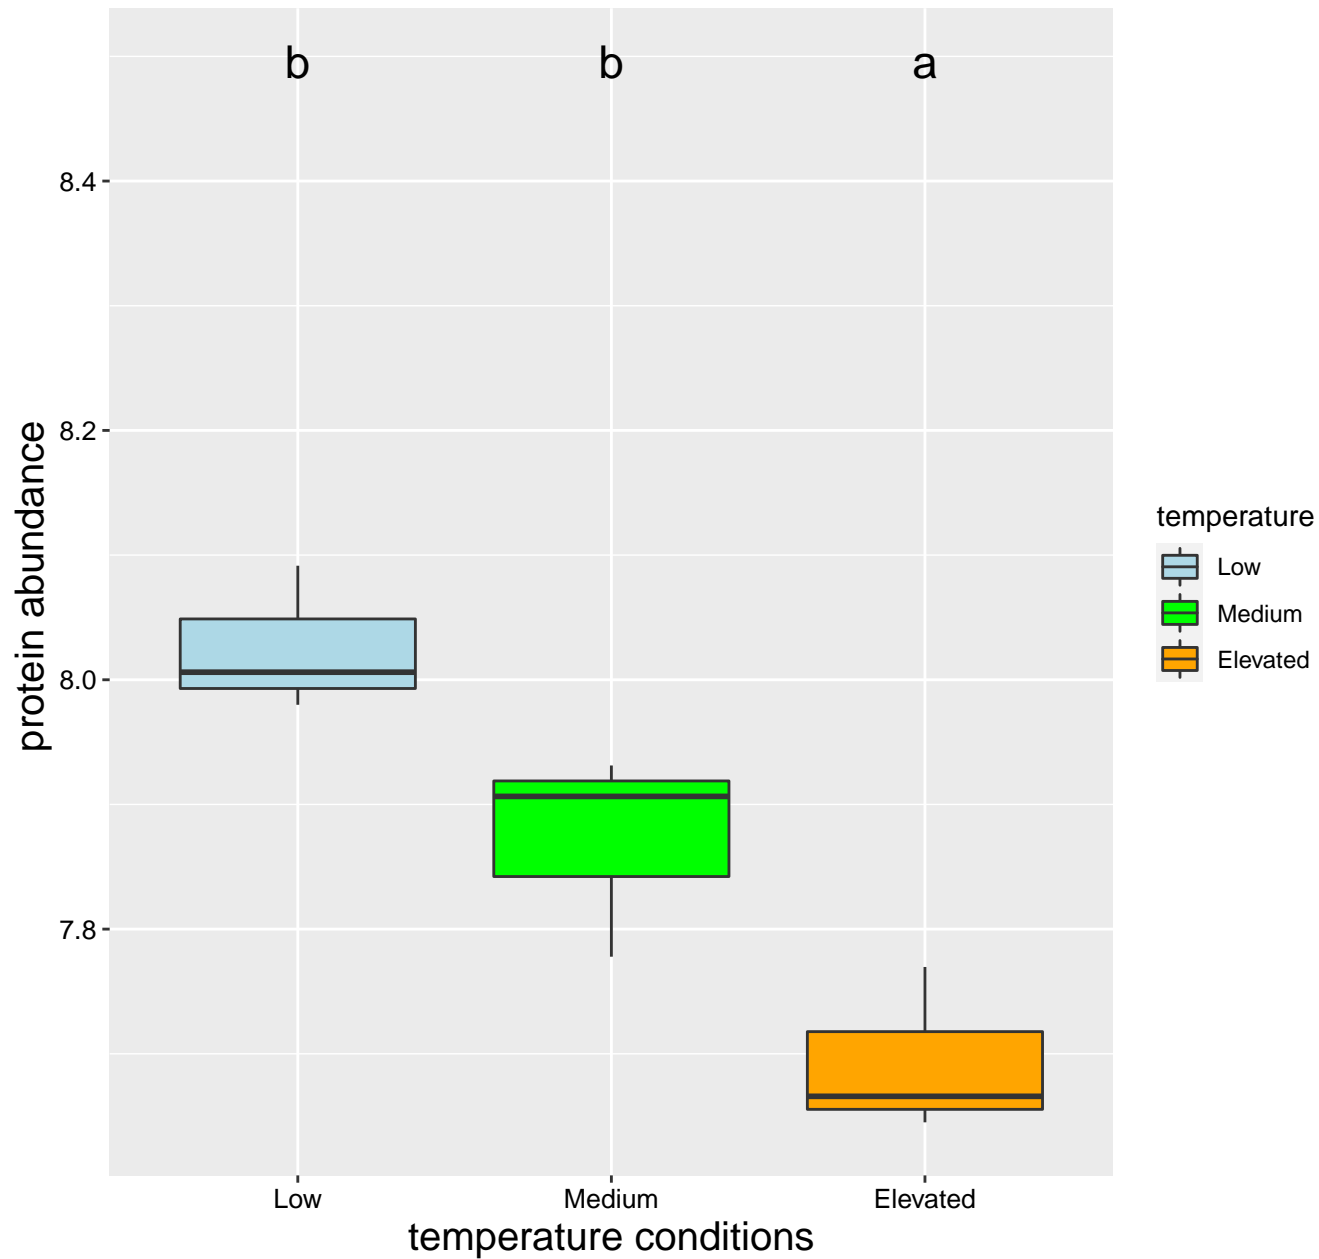 b b a
8.4
8.2
8.0
7.8
protein abundance
Low Medium Elevated
temperature conditions
temperature
Low
Medium
Elevated